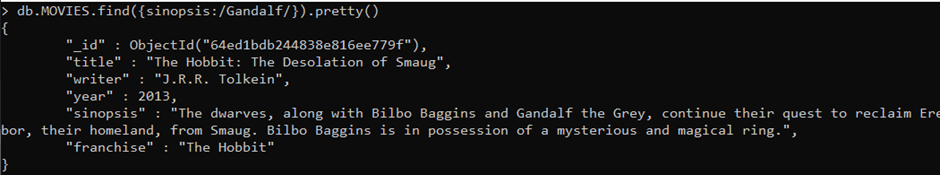 > db.MOVIES.find({sinopsis:/Gandalf/}).pretty()
{
        "_id" : ObjectId("64ed1bdb244838e816ee779f"),
        "title" : "The Hobbit: The Desolation of Smaug",
        "writer" : "J.R.R. Tolkein",
        "year" : 2013,
        "sinopsis" : "The dwarves, along with Bilbo Baggins and Gandalf the Grey, continue their quest to reclaim Ere
bor, their homeland, from Smaug. Bilbo Baggins is in possession of a mysterious and magical ring.",
        "franchise" : "The Hobbit"
}